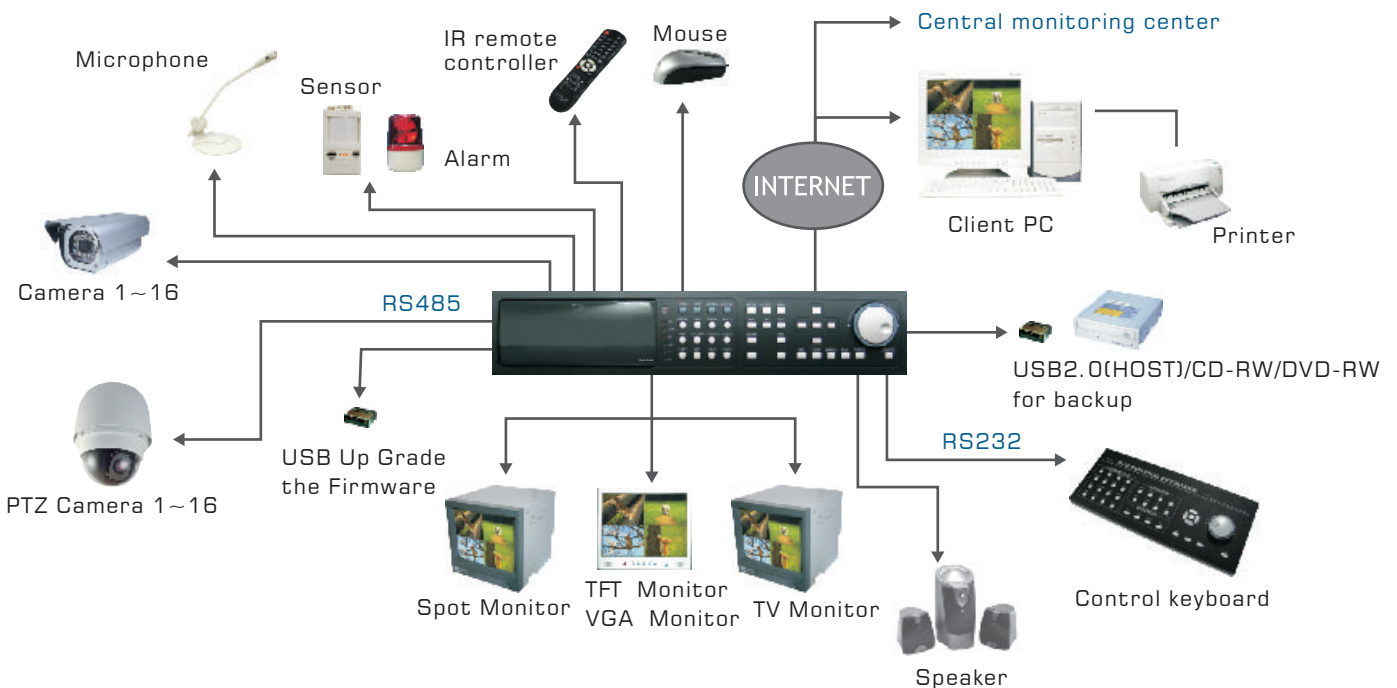 Central monitoring center
IR remote
controller
Mouse
Microphone
Sensor
Alarm
INTERNET
Client PC
Printer
Camera 1~16
RS485
USB2.0(HOST)/CD-RW/DVD-RW
for backup
USB Up Grade
the Firmware
RS232
PTZ Camera 1~16
Spot Monitor
TFT Monitor
VGA Monitor
TV Monitor
Control keyboard
Speaker